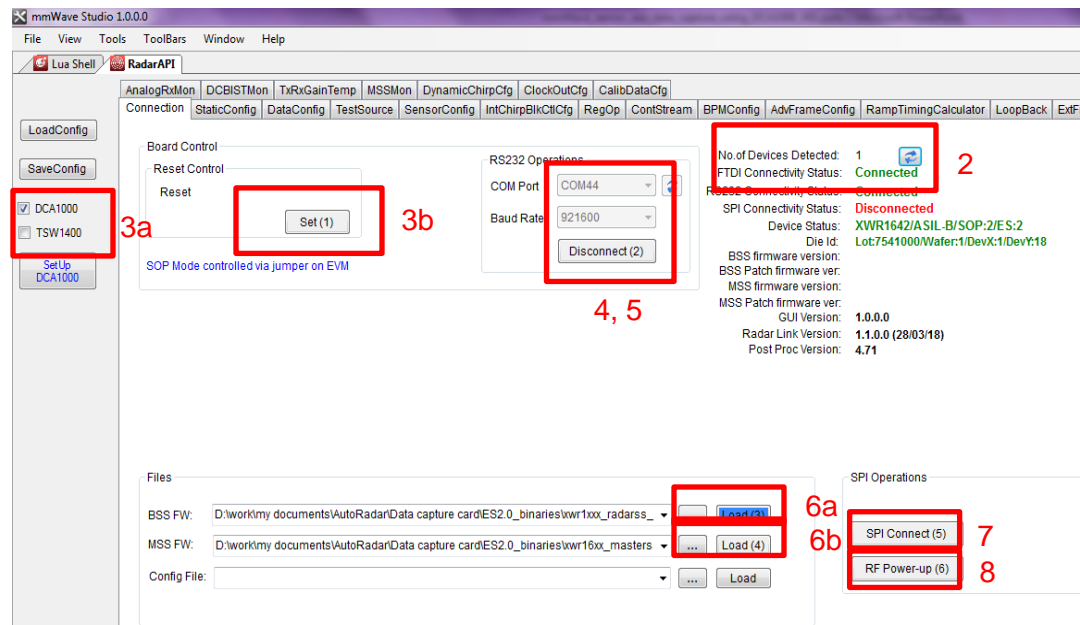 mmWave Studio 1.0.0.0
File View Tools ToolBars Window Help
Lua Shell RadarAPI
AnalogRxMon DCBISTMon TxRxGainTemp MSSMon DynamicChirpCfg ClockOutCfg CalibDataCfg
Connection StaticConfig DataConfig TestSource SensorConfig IntChirpBlkCtlCfg RegOp ContStream BPMConfig AdvFrameConfig RampTimingCalculator LoopBack ExtF
LoadConfig
SaveConfig
DCA1000
TSW1400
3a
SetUp
DCA1000
Board Control
Reset Control
Reset
Set (1)
3b
SOP Mode controlled via jumper on EVM
RS232 Operations
COM Port COM44
Baud Rate 921600
Disconnect (2)
4, 5
No.of Devices Detected: 1
2
FTDI Connectivity Status: Connected
RS232 Connectivity Status: Connected
SPI Connectivity Status: Disconnected
Device Status: XWR1642/ASIL-B/SOP:2/ES:2
Die Id: Lot:7541000/Wafer:1/DevX:1/DevY:18
BSS firmware version:
BSS Patch firmware ver:
MSS firmware version:
MSS Patch firmware ver:
GUI Version: 1.0.0.0
Radar Link Version: 1.1.0.0 (28/03/18)
Post Proc Version: 4.71
Files
BSS FW: D:\work\my documents\AutoRadar\Data capture card\ES2.0_binaries\xwr1xxx_radarss_ ... Load (3)
6a
MSS FW: D:\work\my documents\AutoRadar\Data capture card\ES2.0_binaries\xwr16xx_masters ... Load (4)
6b
Config File: ... Load
SPI Operations
SPI Connect (5)
7
RF Power-up (6)
8